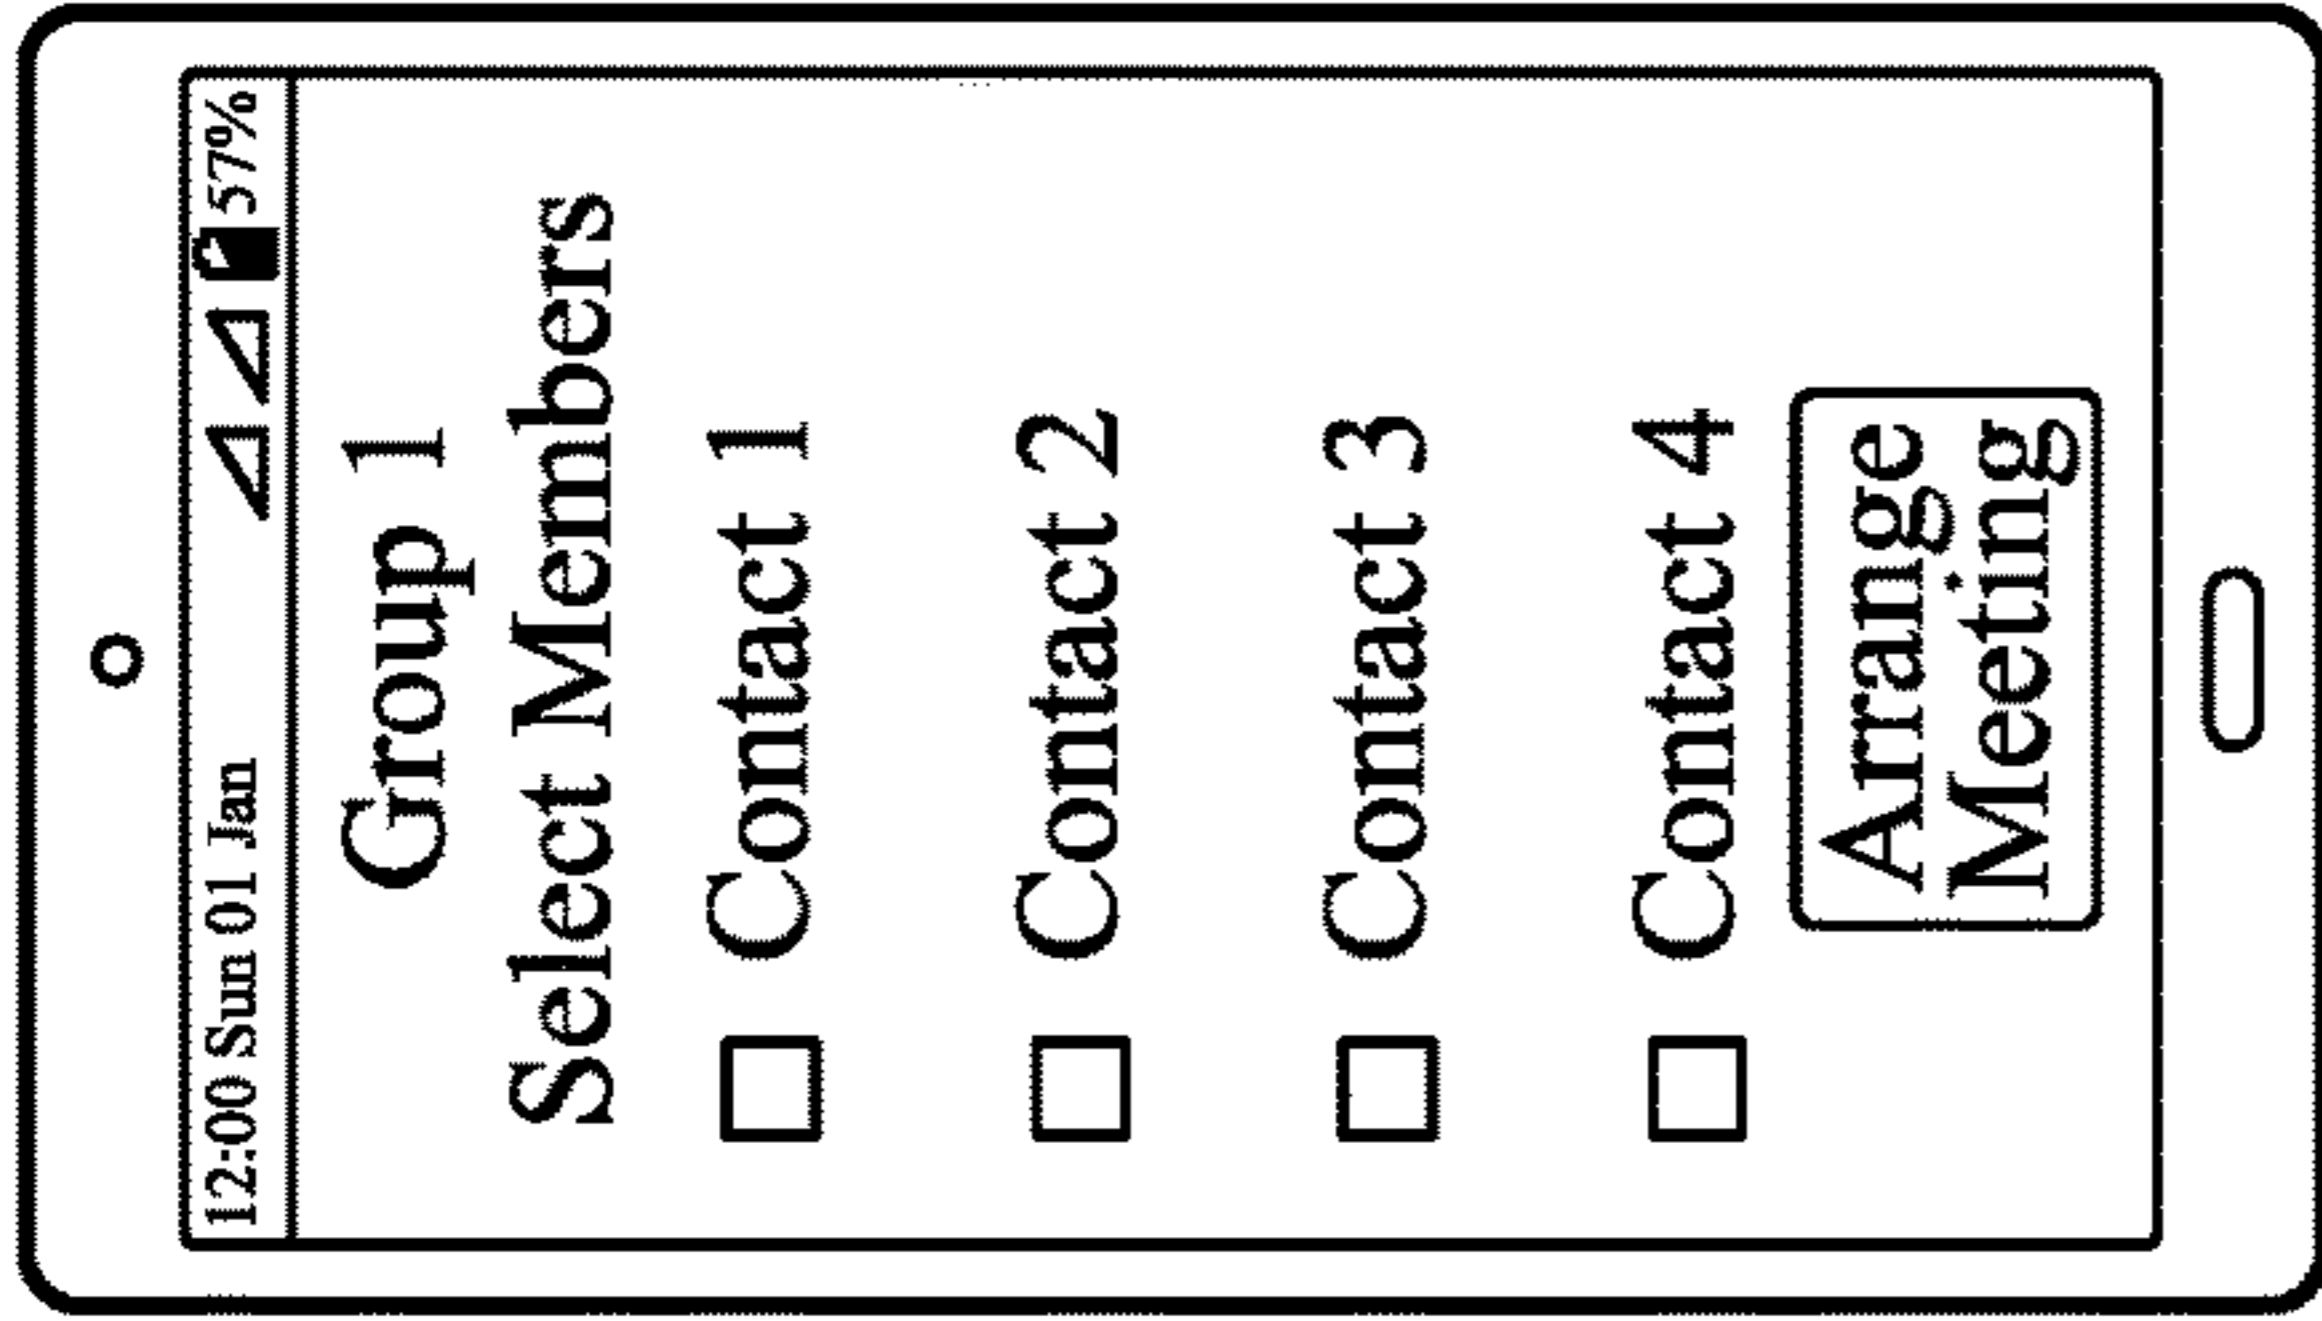 12:00 Sun 01 Jan 57%
Group 1
Select Members
Contact 1
Contact 2
Contact 3
Contact 4
Arrange
Meeting